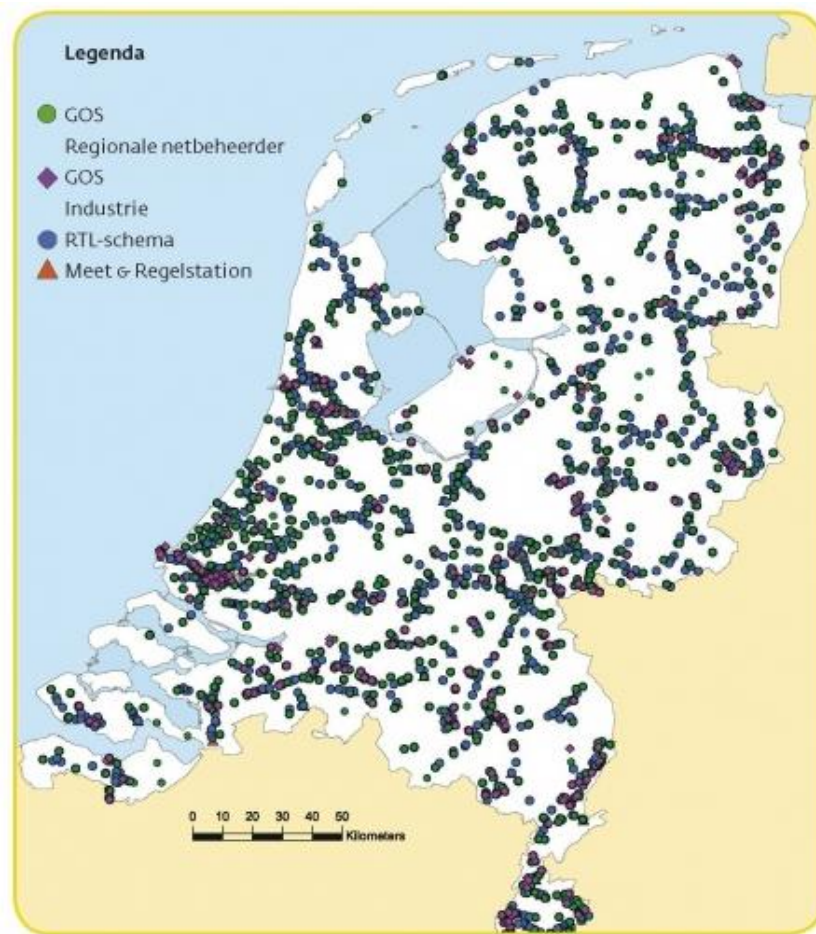 Legenda
GOS
Regionale netbeheerder
GOS
Industrie
RTL-schema
Meet & Regelstation
0 10 20 30 40 50
Kilometers